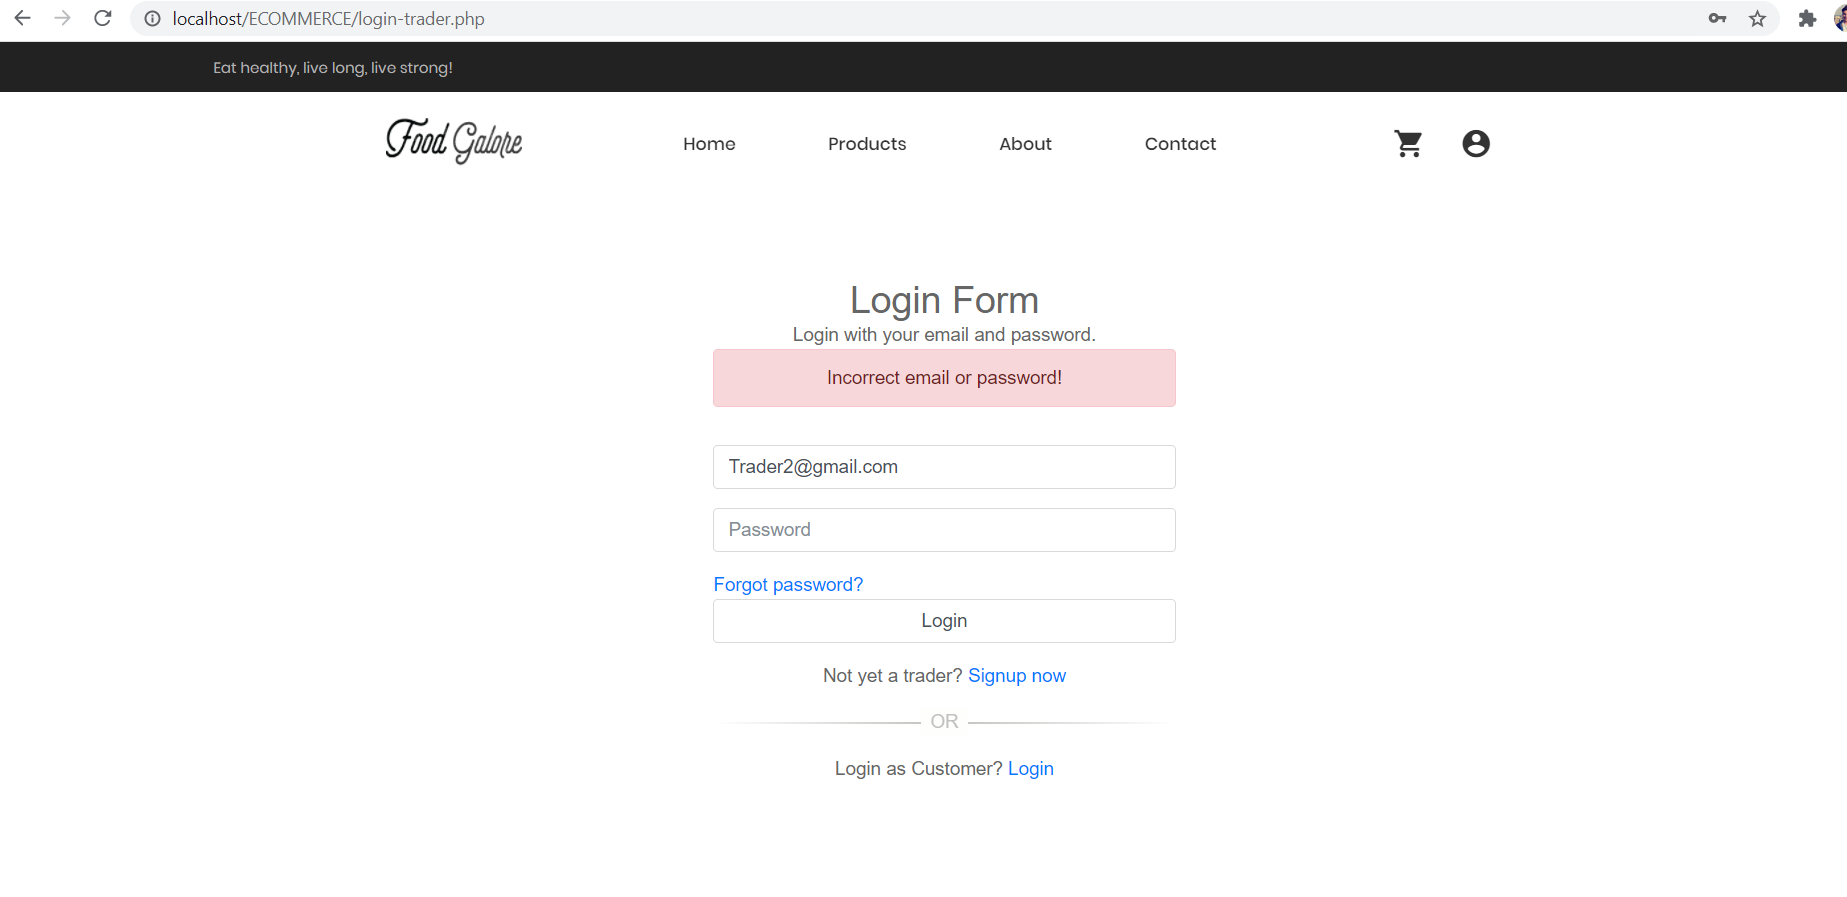 localhost/ECOMMERCE/login-trader.php
Eat healthy, live long, live strong!
Food Galore Home Products About Contact
Login Form
Login with your email and password.
Incorrect email or password!
Trader2@gmail.com
Password
Forgot password?
Login
Not yet a trader? Signup now
OR
Login as Customer? Login